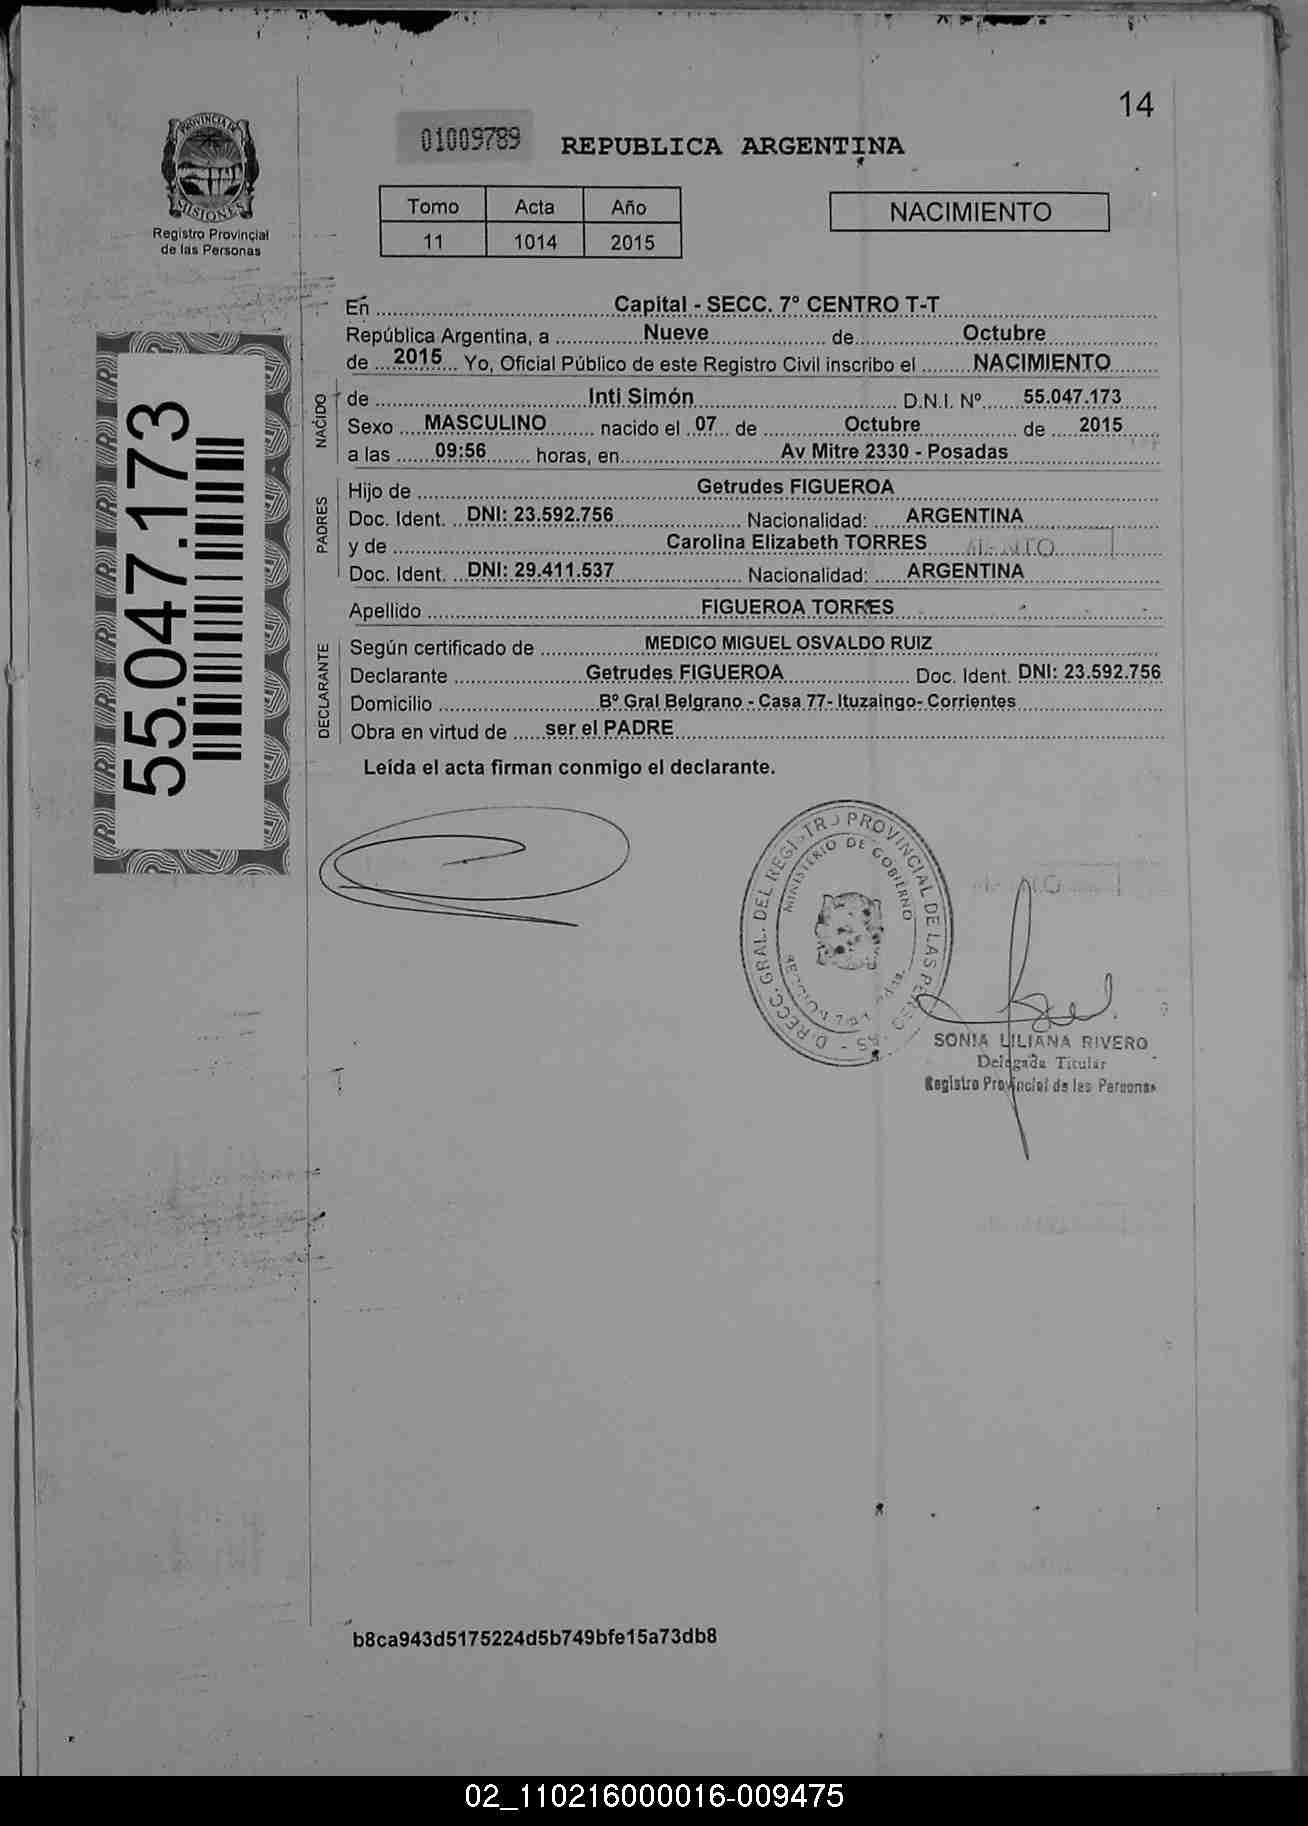 14
PROVINCIA DE
MISIONES
Registro Provincial
de las Personas
01009789
REPUBLICA ARGENTINA
Tomo Acta Año
11 1014 2015
NACIMIENTO
En Capital - SECC. 7° CENTRO T-T
República Argentina, a Nueve de Octubre
de 2015 Yo, Oficial Público de este Registro Civil inscribo el NACIMIENTO
NACIDO
de Inti Simón D.N.I. Nº 55.047.173
Sexo MASCULINO nacido el 07 de Octubre de 2015
a las 09:56 horas, en Av Mitre 2330 - Posadas
PADRES
Hijo de Getrudes FIGUEROA
Doc. Ident. DNI: 23.592.756 Nacionalidad: ARGENTINA
y de Carolina Elizabeth TORRES
Doc. Ident. DNI: 29.411.537 Nacionalidad: ARGENTINA
Apellido FIGUEROA TORRES
DECLARANTE
Según certificado de MEDICO MIGUEL OSVALDO RUIZ
Declarante Getrudes FIGUEROA Doc. Ident. DNI: 23.592.756
Domicilio Bº Gral Belgrano - Casa 77- Ituzaingo- Corrientes
Obra en virtud de ser el PADRE
Leída el acta firman conmigo el declarante.
55.047.173
DIRECC. GRAL. DEL REGISTRO PROVINCIAL DE LAS PERSONAS
MINISTERIO DE GOBIERNO
SONIA LILIANA RIVERO
Delegada Titular
Registro Provincial de las Personas
b8ca943d5175224d5b749bfe15a73db8
02_110216000016-009475